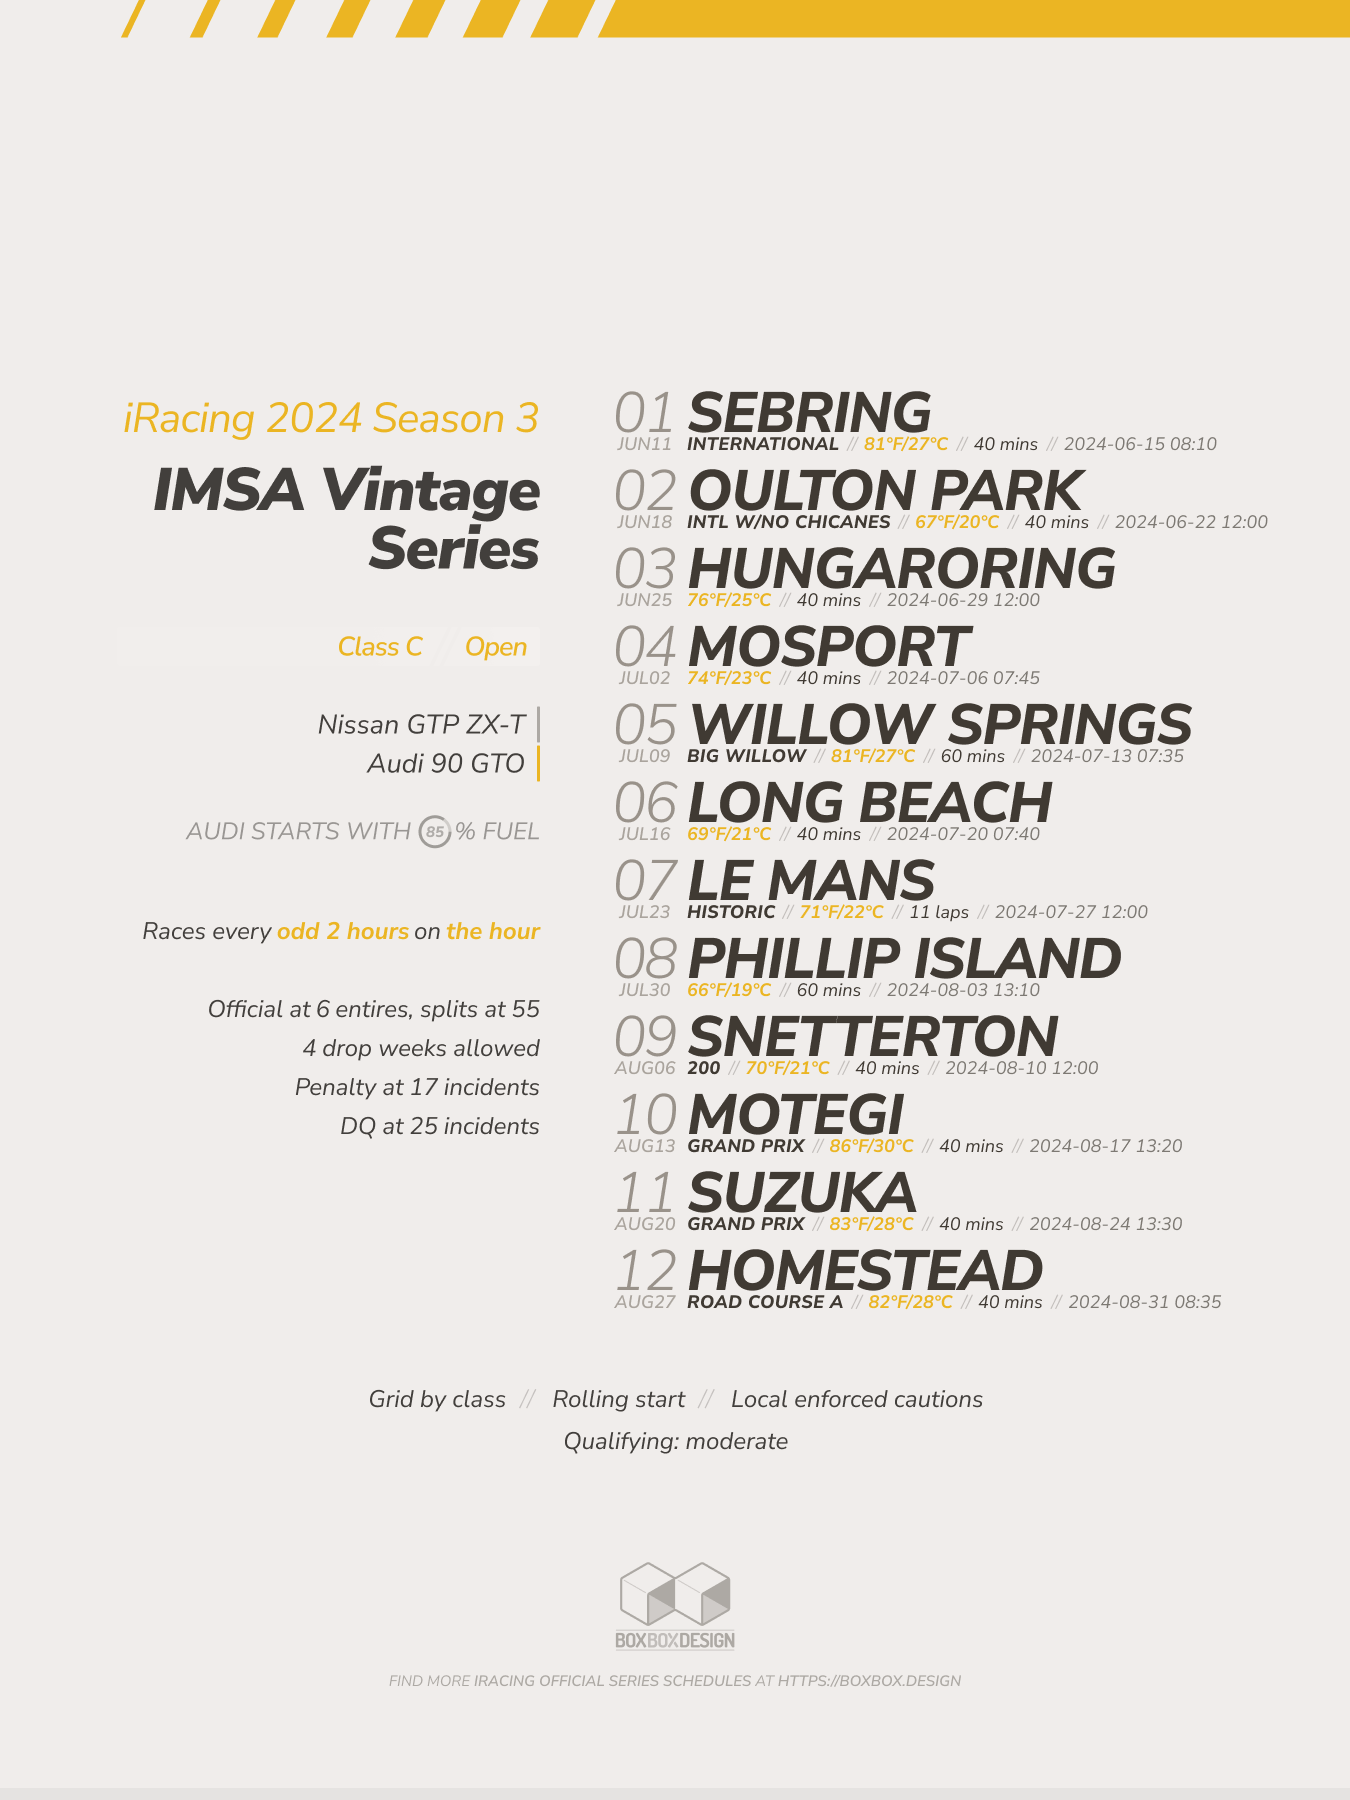 iRacing 2024 Season 3
IMSA Vintage
Series
Class C // Open
Nissan GTP ZX-T
Audi 90 GTO
AUDI STARTS WITH 85 % FUEL
Races every odd 2 hours on the hour
Official at 6 entires, splits at 55
4 drop weeks allowed
Penalty at 17 incidents
DQ at 25 incidents
01 SEBRING
JUN11 INTERNATIONAL // 81°F/27°C // 40 mins // 2024-06-15 08:10
02 OULTON PARK
JUN18 INTL W/NO CHICANES // 67°F/20°C // 40 mins // 2024-06-22 12:00
03 HUNGARORING
JUN25 76°F/25°C // 40 mins // 2024-06-29 12:00
04 MOSPORT
JUL02 74°F/23°C // 40 mins // 2024-07-06 07:45
05 WILLOW SPRINGS
JUL09 BIG WILLOW // 81°F/27°C // 60 mins // 2024-07-13 07:35
06 LONG BEACH
JUL16 69°F/21°C // 40 mins // 2024-07-20 07:40
07 LE MANS
JUL23 HISTORIC // 71°F/22°C // 11 laps // 2024-07-27 12:00
08 PHILLIP ISLAND
JUL30 66°F/19°C // 60 mins // 2024-08-03 13:10
09 SNETTERTON
AUG06 200 // 70°F/21°C // 40 mins // 2024-08-10 12:00
10 MOTEGI
AUG13 GRAND PRIX // 86°F/30°C // 40 mins // 2024-08-17 13:20
11 SUZUKA
AUG20 GRAND PRIX // 83°F/28°C // 40 mins // 2024-08-24 13:30
12 HOMESTEAD
AUG27 ROAD COURSE A // 82°F/28°C // 40 mins // 2024-08-31 08:35
Grid by class // Rolling start // Local enforced cautions
Qualifying: moderate
BOXBOXDESIGN
FIND MORE IRACING OFFICIAL SERIES SCHEDULES AT HTTPS://BOXBOX.DESIGN